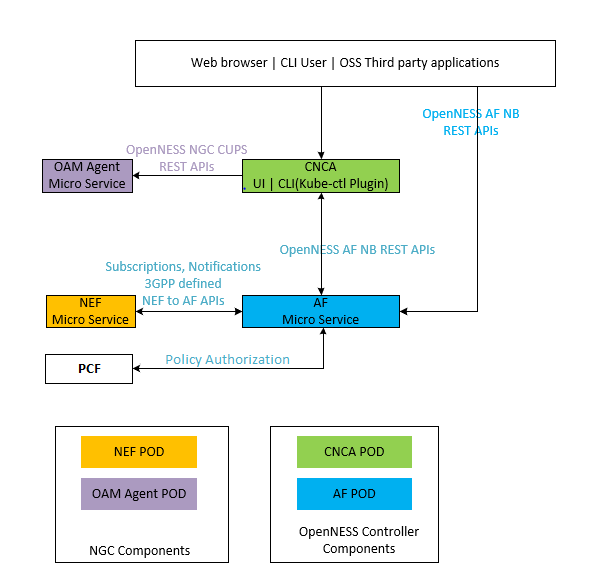 Web browser | CLI User | OSS Third party applications
OpenNESS AF NB
REST APIs
OpenNESS NGC CUPS
REST APIs
OAM Agent
Micro Service
CNCA
UI | CLI(Kube-ctl Plugin)
OpenNESS AF NB REST APIs
Subscriptions, Notifications
3GPP defined
NEF to AF APIs
NEF
Micro Service
AF
Micro Service
PCF
Policy Authorization
NEF POD
OAM Agent POD
NGC Components
CNCA POD
AF POD
OpenNESS Controller
Components